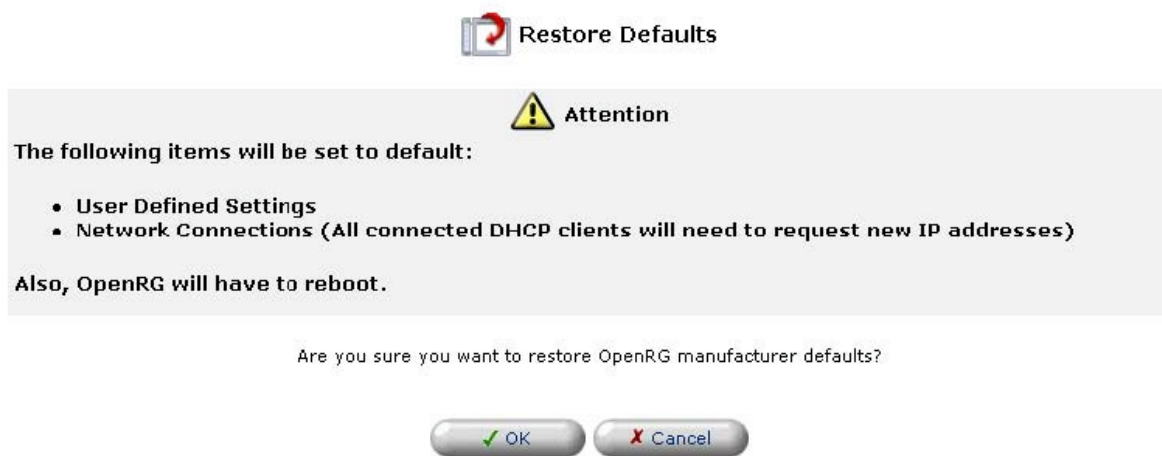 Restore Defaults
Attention
The following items will be set to default:
• User Defined Settings
• Network Connections (All connected DHCP clients will need to request new IP addresses)
Also, OpenRG will have to reboot.
Are you sure you want to restore OpenRG manufacturer defaults?
OK
Cancel